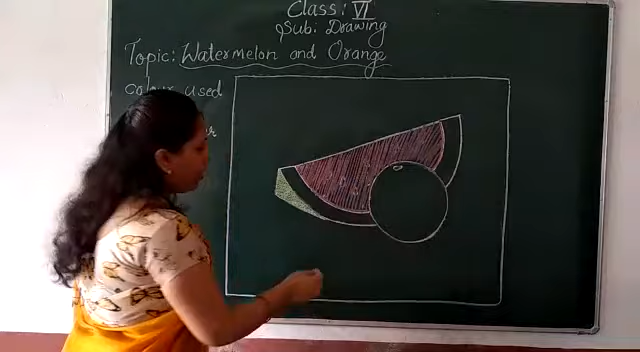 Class: VI
Sub: Drawing
Topic: Watermelon and Orange
colour used